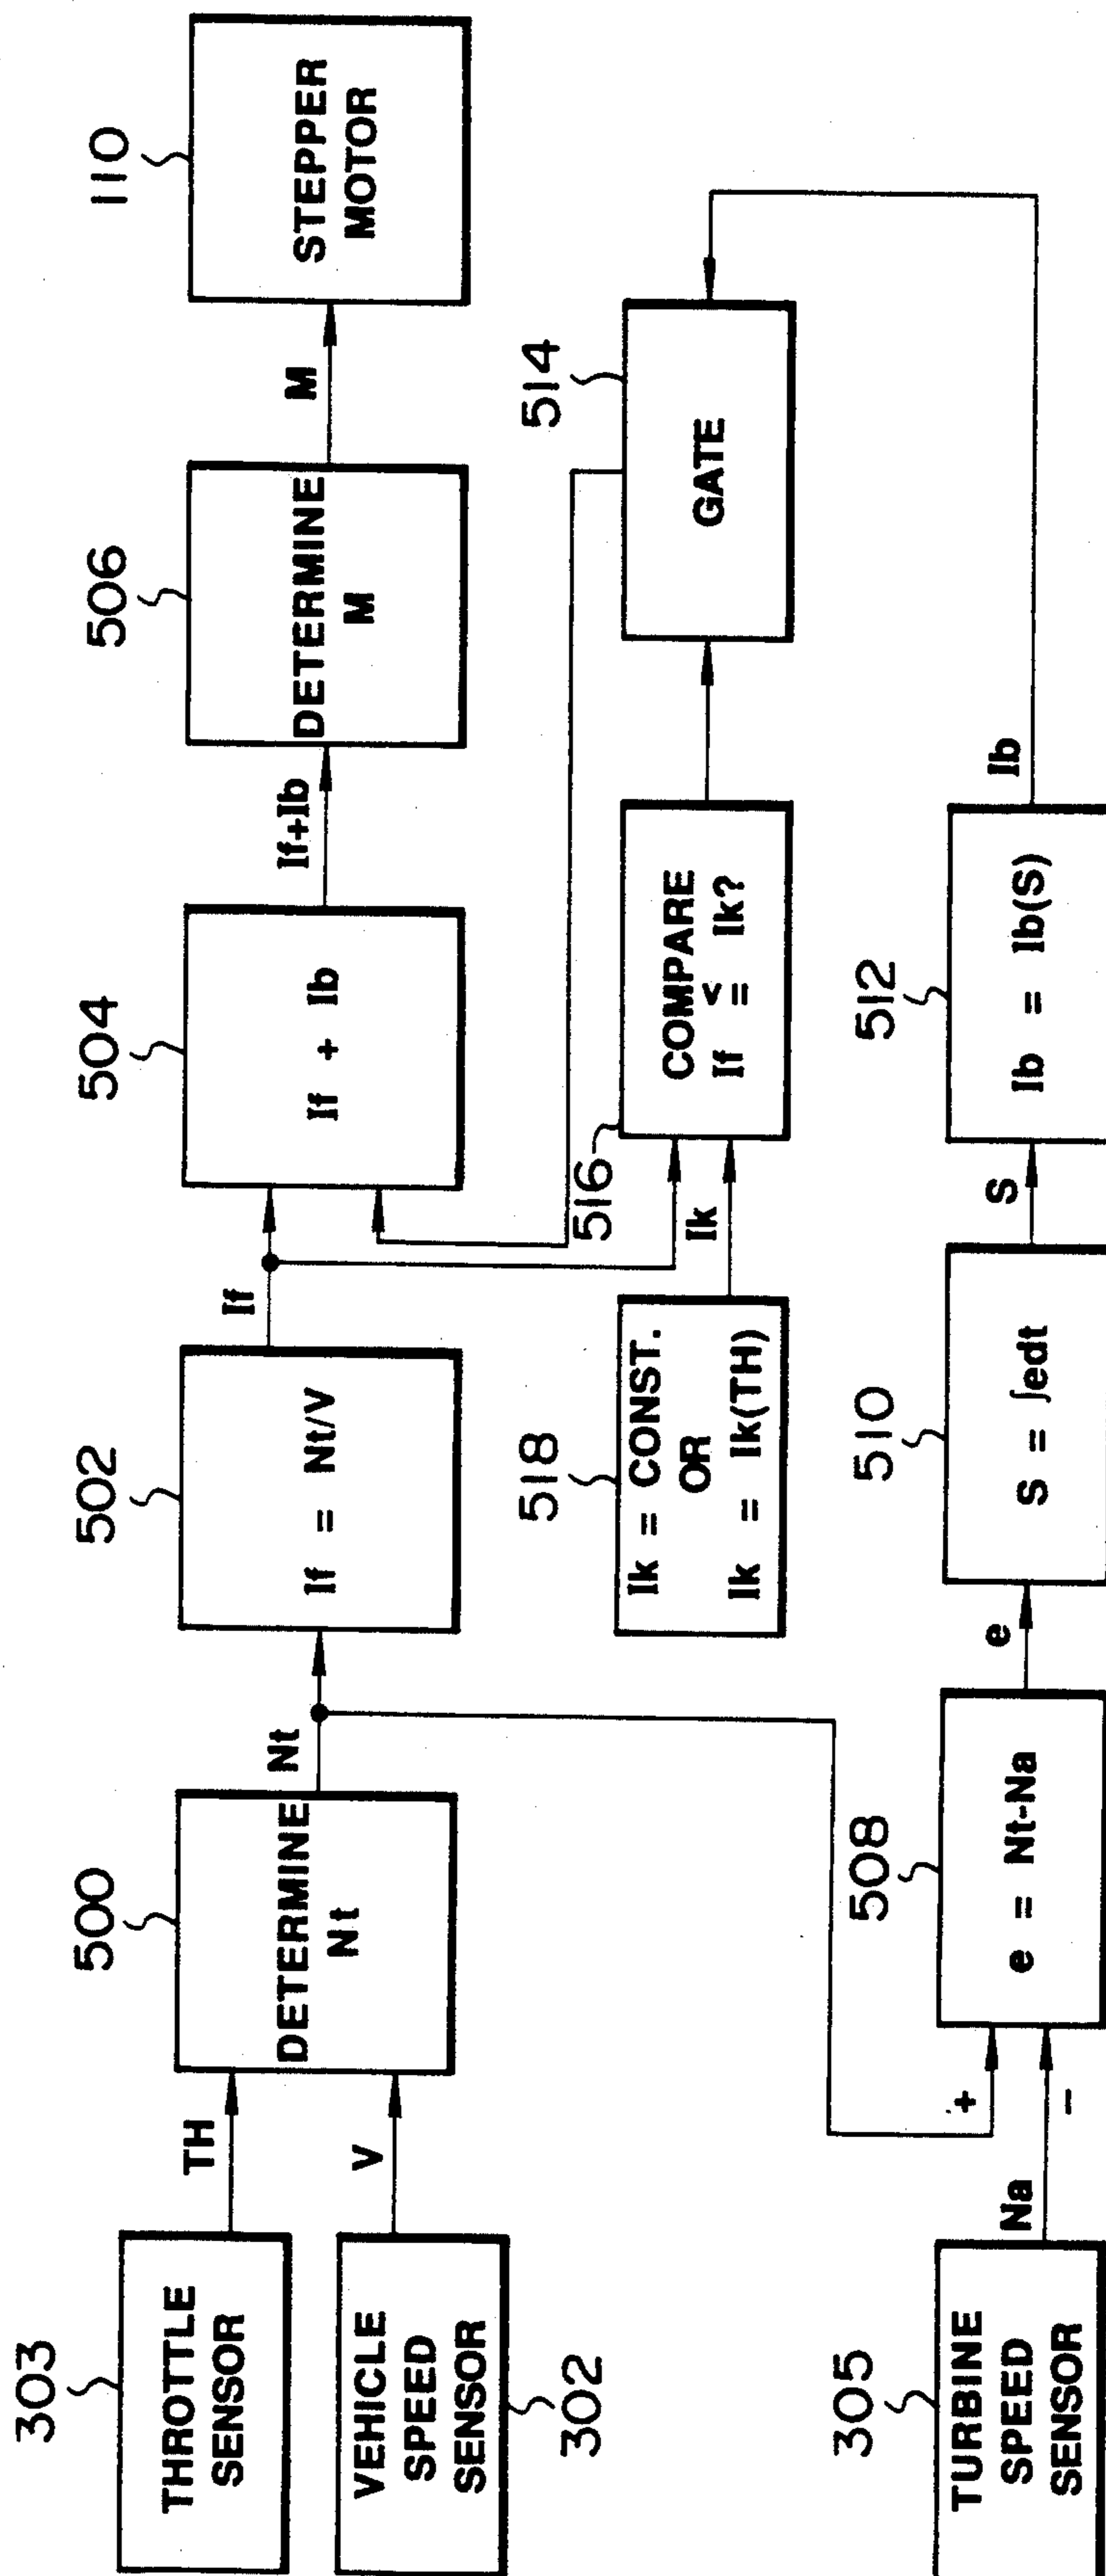 303
THROTTLE
SENSOR
TH
VEHICLE
SPEED
SENSOR
302
V
500
DETERMINE
Nt
Nt
502
If = Nt/V
If
504
If + Ib
If+Ib
506
DETERMINE
M
M
110
STEPPER
MOTOR
518
Ik = CONST.
OR
Ik = Ik(TH)
Ik
516
COMPARE
If ≦ Ik?
514
GATE
305
TURBINE
SPEED
SENSOR
Na
+
−
508
e = Nt-Na
e
510
S = ∫edt
S
512
Ib = Ib(S)
Ib